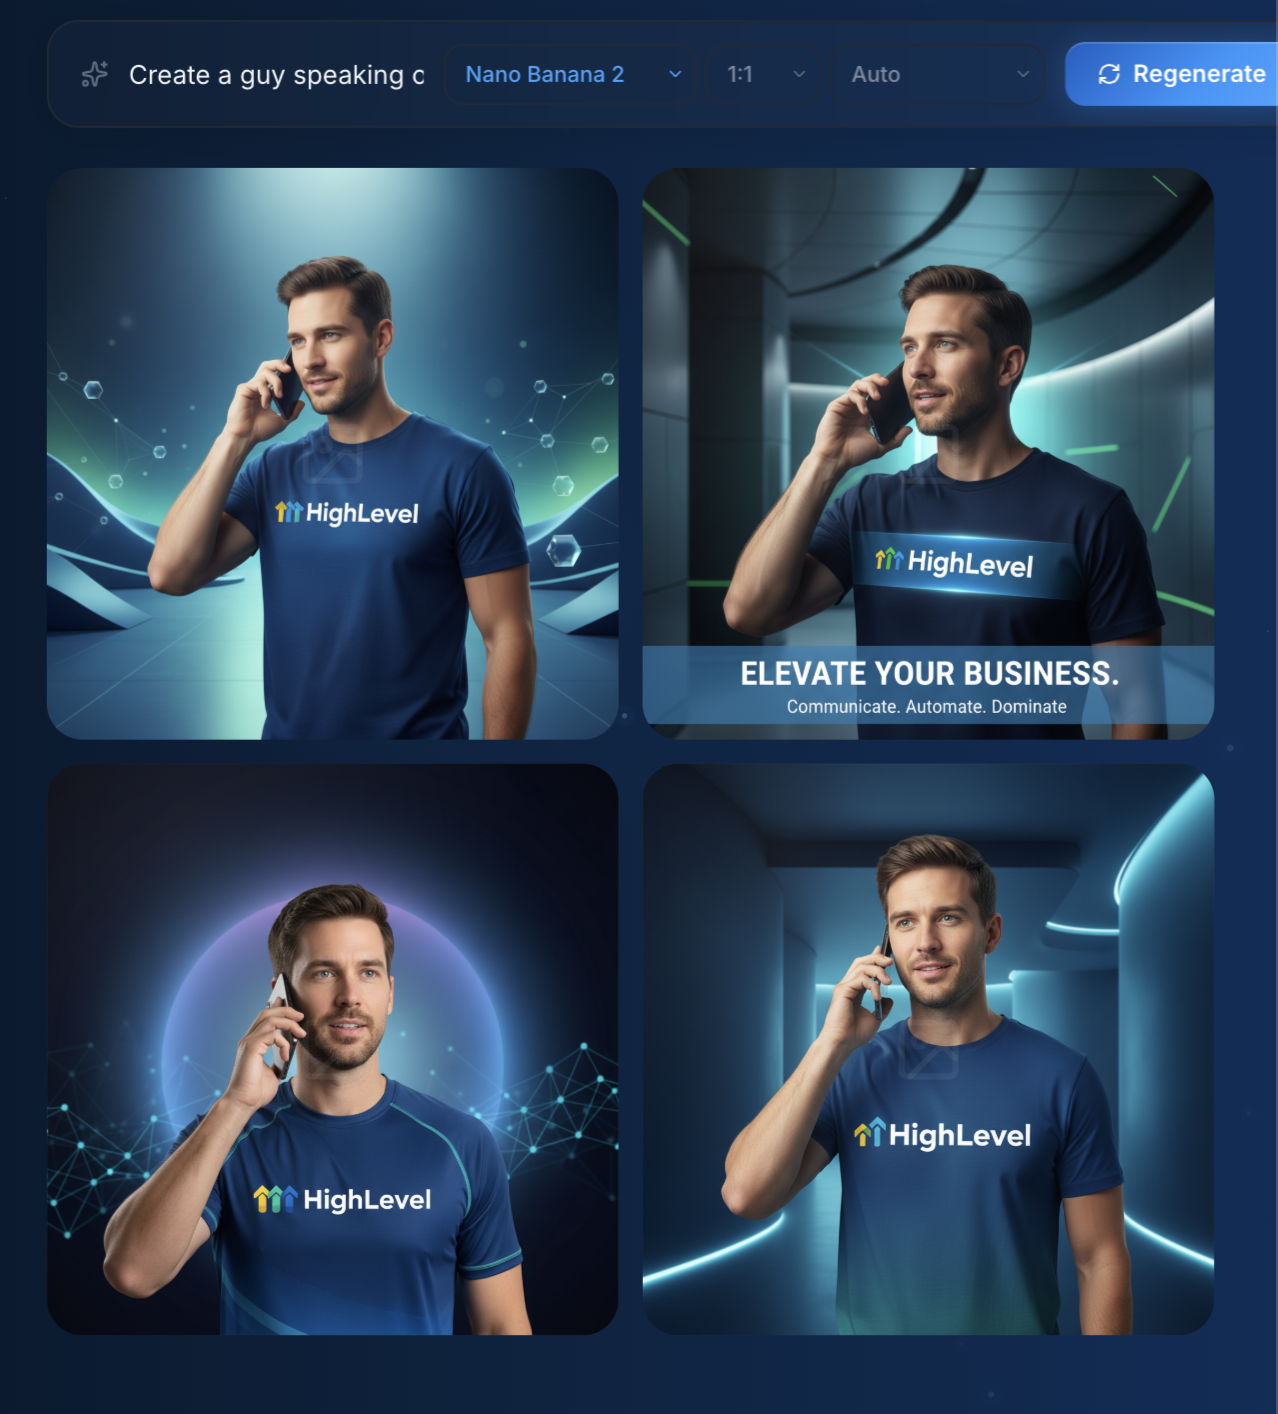 Create a guy speaking o
Nano Banana 2
1:1
Auto
Regenerate
HighLevel
HighLevel
ELEVATE YOUR BUSINESS.
Communicate. Automate. Dominate
HighLevel
HighLevel